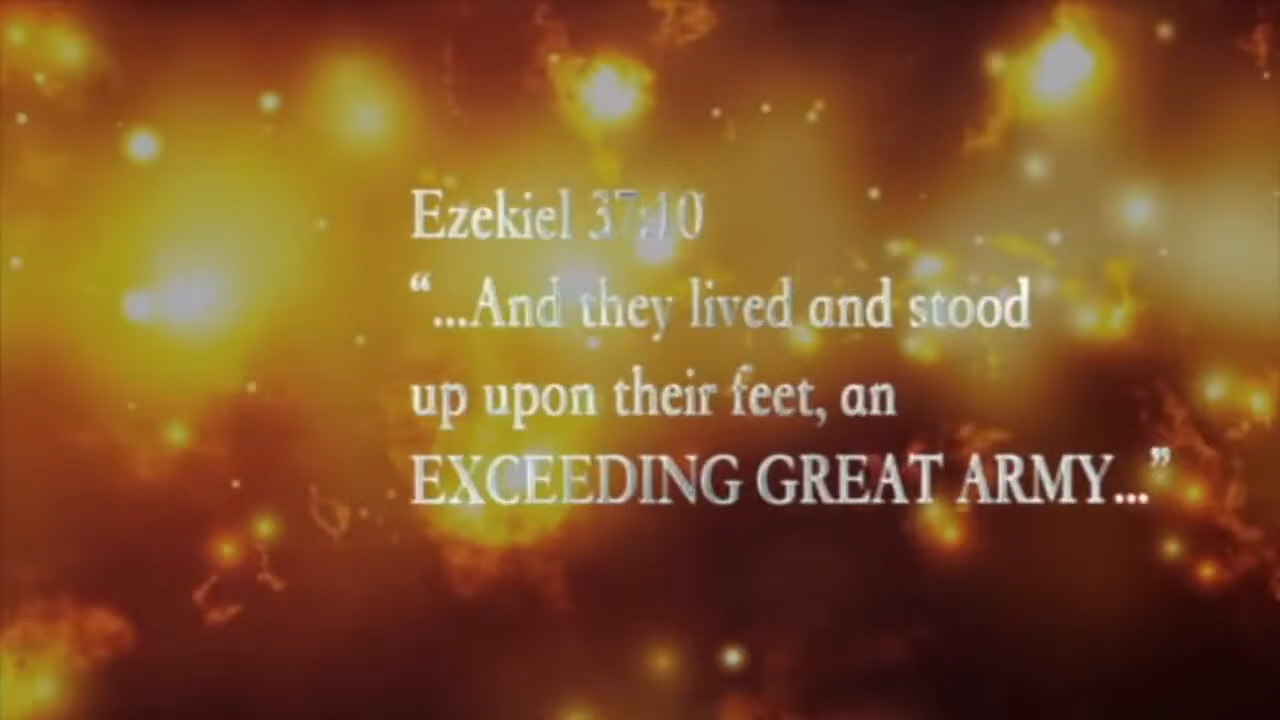 Ezekiel 37:10
“...And they lived and stood
up upon their feet, an
EXCEEDING GREAT ARMY...”